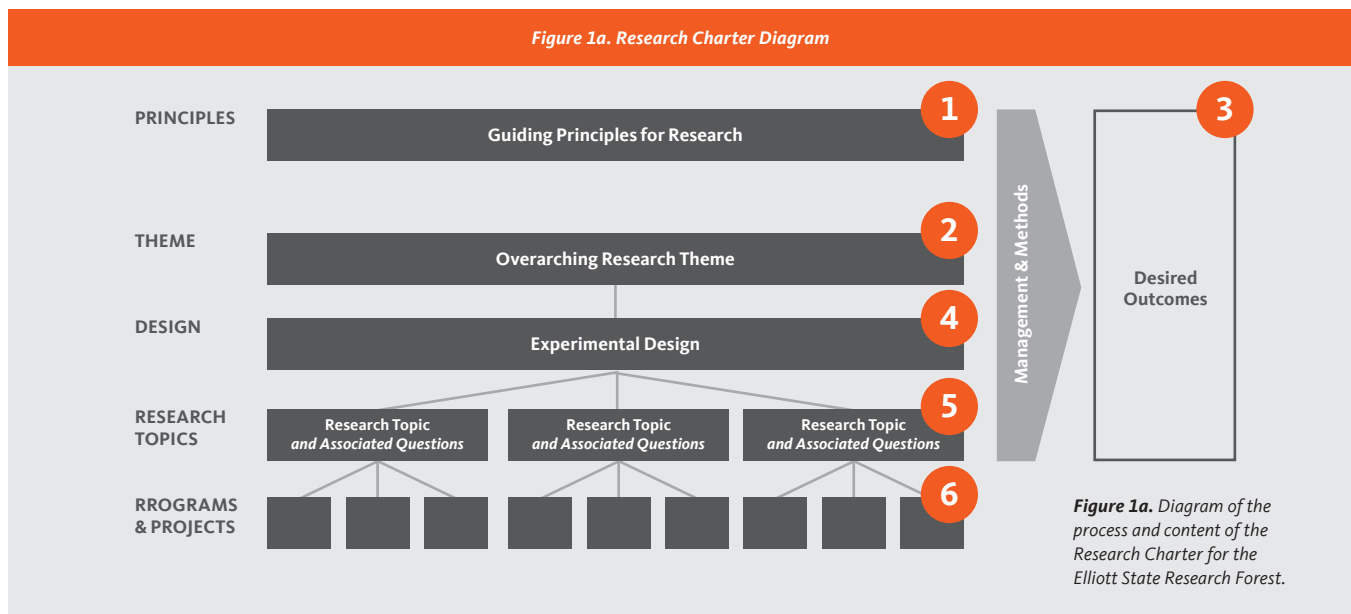 Figure 1a. Research Charter Diagram
PRINCIPLES
Guiding Principles for Research
1
THEME
Overarching Research Theme
2
DESIGN
Experimental Design
4
RESEARCH
TOPICS
Research Topic
and Associated Questions
Research Topic
and Associated Questions
Research Topic
and Associated Questions
5
RROGRAMS
& PROJECTS
6
Management & Methods
3
Desired
Outcomes
Figure 1a. Diagram of the
process and content of the
Research Charter for the
Elliott State Research Forest.